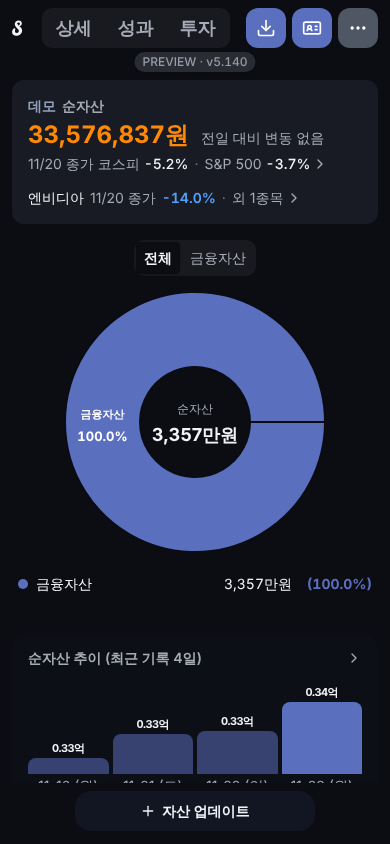 상세 성과 투자
PREVIEW · v5.140
데모 순자산
33,576,837원 전일 대비 변동 없음
11/20 종가 코스피 -5.2% · S&P 500 -3.7%
엔비디아 11/20 종가 -14.0% · 외 1종목
전체 금융자산
금융자산
100.0%
순자산
3,357만원
금융자산 3,357만원 (100.0%)
순자산 추이 (최근 기록 4일)
0.33억 0.33억 0.33억 0.34억
+ 자산 업데이트